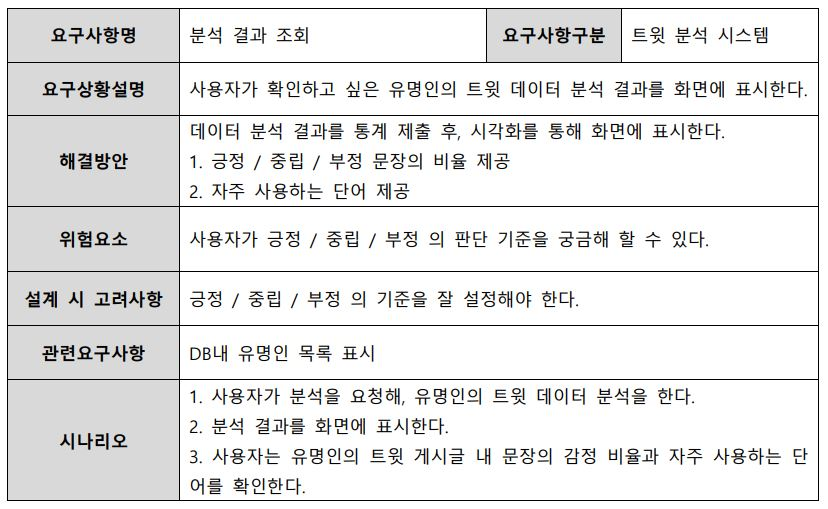 요구사항명 분석 결과 조회 요구사항구분 트윗 분석 시스템
요구상황설명 사용자가 확인하고 싶은 유명인의 트윗 데이터 분석 결과를 화면에 표시한다.
데이터 분석 결과를 통계 제출 후, 시각화를 통해 화면에 표시한다.
해결방안 1. 긍정 / 중립 / 부정 문장의 비율 제공
2. 자주 사용하는 단어 제공
위험요소 사용자가 긍정 / 중립 / 부정 의 판단 기준을 궁금해 할 수 있다.
설계 시 고려사항 긍정 / 중립 / 부정 의 기준을 잘 설정해야 한다.
관련요구사항 DB내 유명인 목록 표시
1. 사용자가 분석을 요청해, 유명인의 트윗 데이터 분석을 한다.
2. 분석 결과를 화면에 표시한다.
시나리오
3. 사용자는 유명인의 트윗 게시글 내 문장의 감정 비율과 자주 사용하는 단
어를 확인한다.